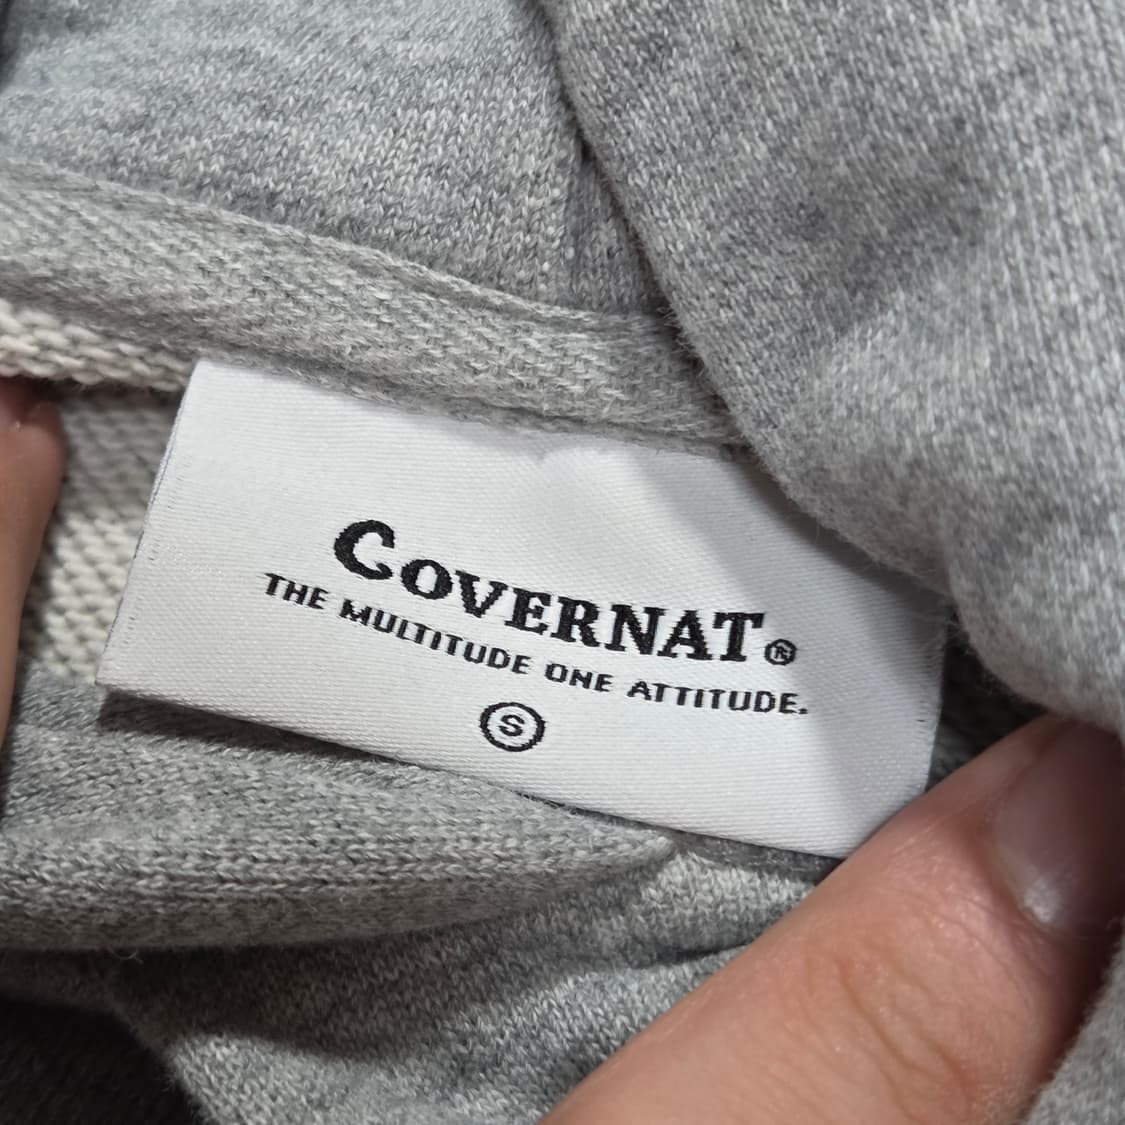 COVERNAT®
THE MULTITUDE ONE ATTITUDE.
S